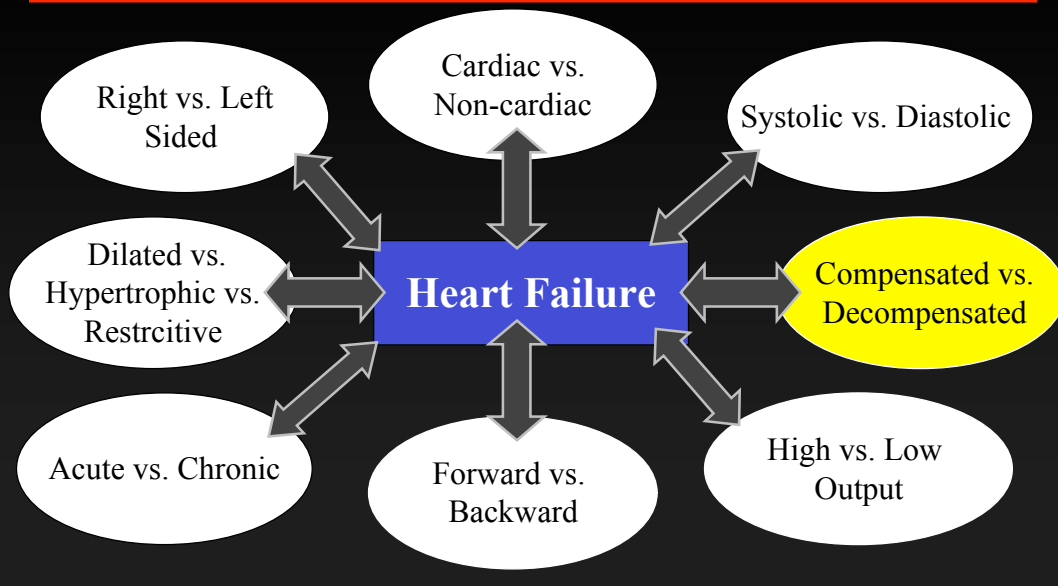 Right vs. Left
Sided
Cardiac vs.
Non-cardiac
Systolic vs. Diastolic
Dilated vs.
Hypertrophic vs.
Restrcitive
Heart Failure
Compensated vs.
Decompensated
Acute vs. Chronic
Forward vs.
Backward
High vs. Low
Output